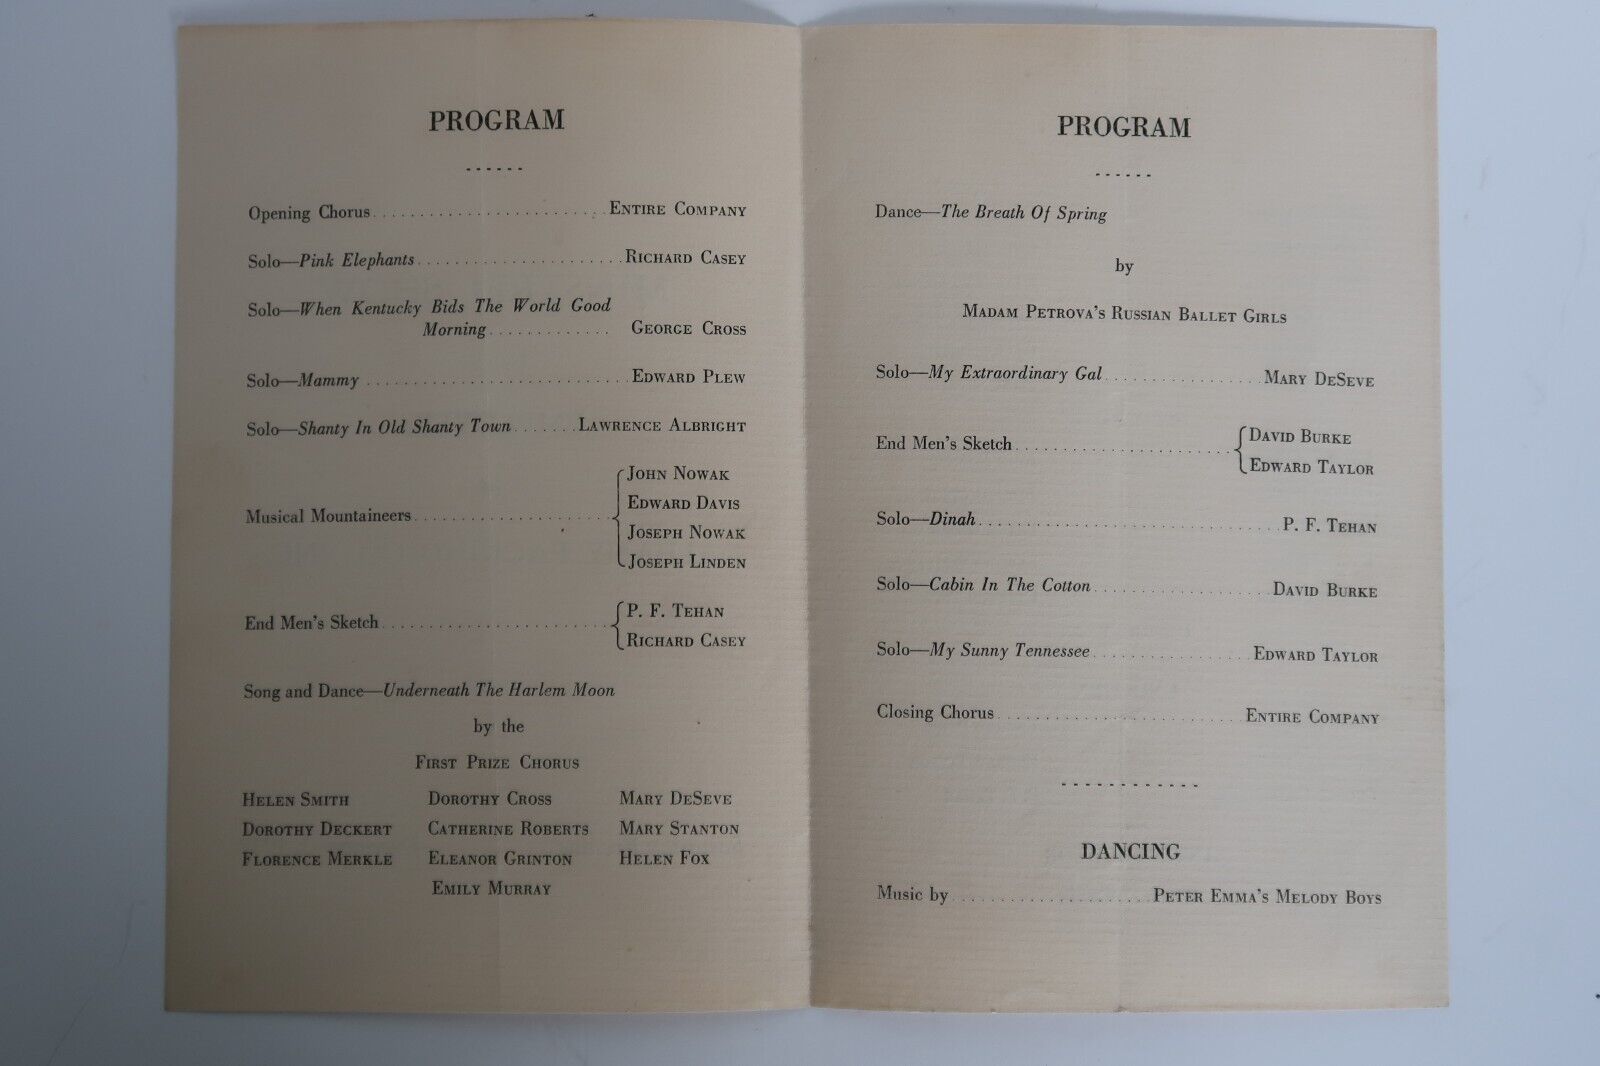 PROGRAM
Opening Chorus ........................ ENTIRE COMPANY
Solo—Pink Elephants ..................... RICHARD CASEY
Solo—When Kentucky Bids The World Good
Morning ............. GEORGE CROSS
Solo—Mammy ........................... EDWARD PLEW
Solo—Shanty In Old Shanty Town ....... LAWRENCE ALBRIGHT
JOHN NOWAK
EDWARD DAVIS
Musical Mountaineers .....................
JOSEPH NOWAK
JOSEPH LINDEN
P. F. TEHAN
End Men's Sketch ........................
RICHARD CASEY
Song and Dance—Underneath The Harlem Moon
by the
FIRST PRIZE CHORUS
HELEN SMITH DOROTHY CROSS MARY DESEVE
DOROTHY DECKERT CATHERINE ROBERTS MARY STANTON
FLORENCE MERKLE ELEANOR GRINTON HELEN FOX
EMILY MURRAY
PROGRAM
Dance—The Breath Of Spring
by
MADAM PETROVA'S RUSSIAN BALLET GIRLS
Solo—My Extraordinary Gal ................ MARY DESEVE
DAVID BURKE
End Men's Sketch .......................
EDWARD TAYLOR
Solo—Dinah ............................... P. F. TEHAN
Solo—Cabin In The Cotton .................. DAVID BURKE
Solo—My Sunny Tennessee ................ EDWARD TAYLOR
Closing Chorus ......................... ENTIRE COMPANY
DANCING
Music by ..................... PETER EMMA'S MELODY BOYS